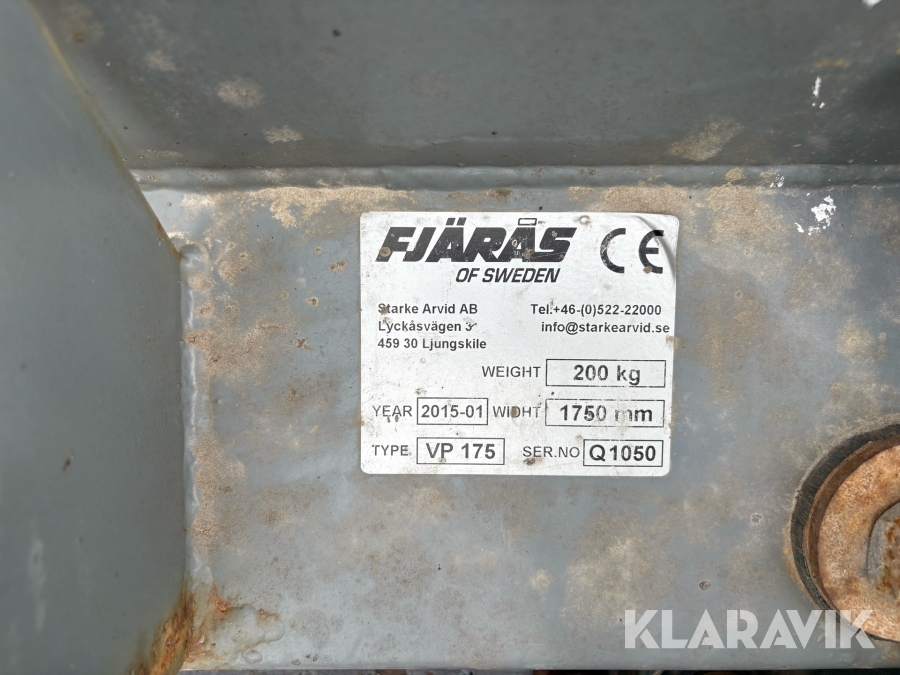 FJÄRÅS
OF SWEDEN
CE
Starke Arvid AB
Lyckåsvägen 3
459 30 Ljungskile
Tel.+46-(0)522-22000
info@starkearvid.se
WEIGHT 200 kg
YEAR 2015-01 WIDHT 1750 mm
TYPE VP 175 SER.NO Q1050
KLARAVIK